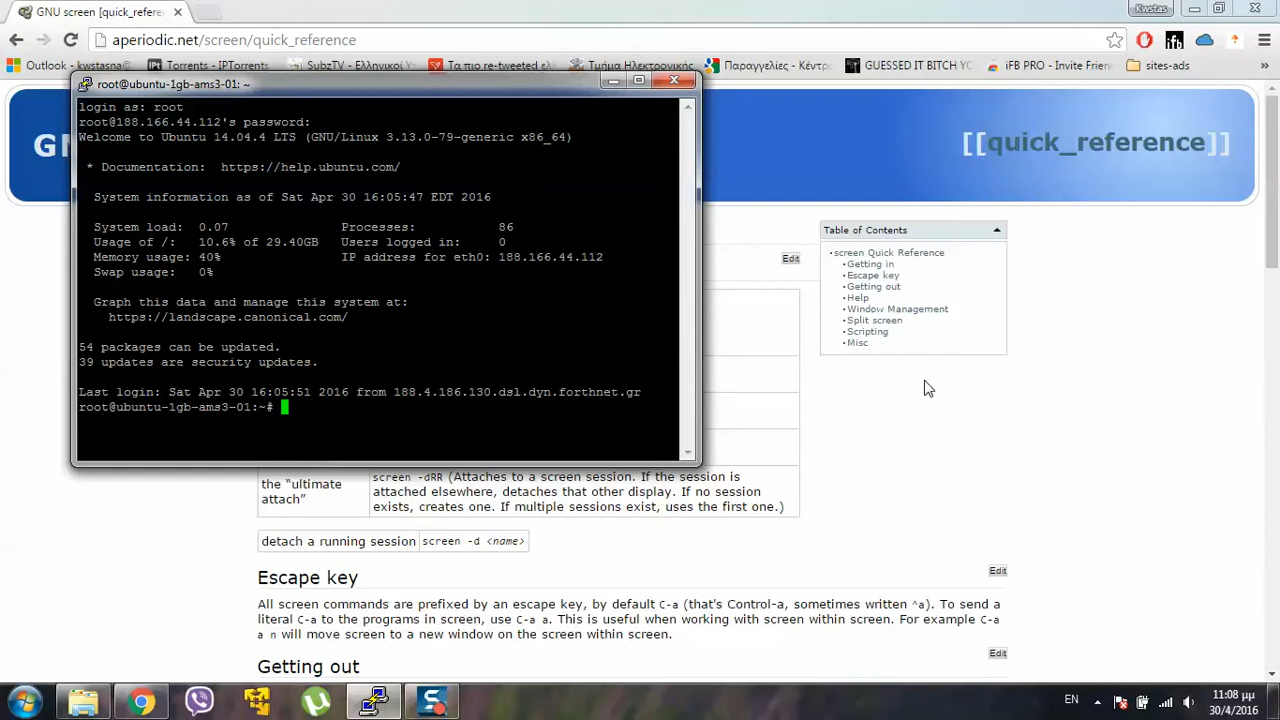 GNU screen [quick_refere
Kwstas
aperiodic.net/screen/quick_reference
Outlook - kwstasna@
Torrents - IPTorrents
SubzTV - Ελληνικοί
Τα πιο retweeted ελλ
Τμήμα Ηλεκτρο
Παραγγελίες - Κέντρ
GUESSED IT BITCH YO
iFB PRO - Invite Frien
sites-ads
root@ubuntu-1gb-ams3-01: ~
login as: root
root@188.166.44.112's password:
Welcome to Ubuntu 14.04.4 LTS (GNU/Linux 3.13.0-79-generic x86_64)
* Documentation: https://help.ubuntu.com/
System information as of Sat Apr 30 16:05:47 EDT 2016
System load: 0.07 Processes: 86
Usage of /: 10.6% of 29.40GB Users logged in: 0
Memory usage: 40% IP address for eth0: 188.166.44.112
Swap usage: 0%
Graph this data and manage this system at:
https://landscape.canonical.com/
54 packages can be updated.
39 updates are security updates.
Last login: Sat Apr 30 16:05:51 2016 from 188.4.186.130.dsl.dyn.forthnet.gr
root@ubuntu-1gb-ams3-01:~#
[[quick_reference]]
Edit
Table of Contents
screen Quick Reference
Getting in
Escape key
Getting out
Help
Window Management
Split screen
Scripting
Misc
the “ultimate
attach”
screen -dRR (Attaches to a screen session. If the session is
attached elsewhere, detaches that other display. If no session
exists, creates one. If multiple sessions exist, uses the first one.)
detach a running session screen -d <name>
Edit
Escape key
All screen commands are prefixed by an escape key, by default C-a (that's Control-a, sometimes written ^a). To send a
literal C-a to the programs in screen, use C-a a. This is useful when working with screen within screen. For example C-a
a n will move screen to a new window on the screen within screen.
Edit
Getting out
EN
11:08 μμ
30/4/2016